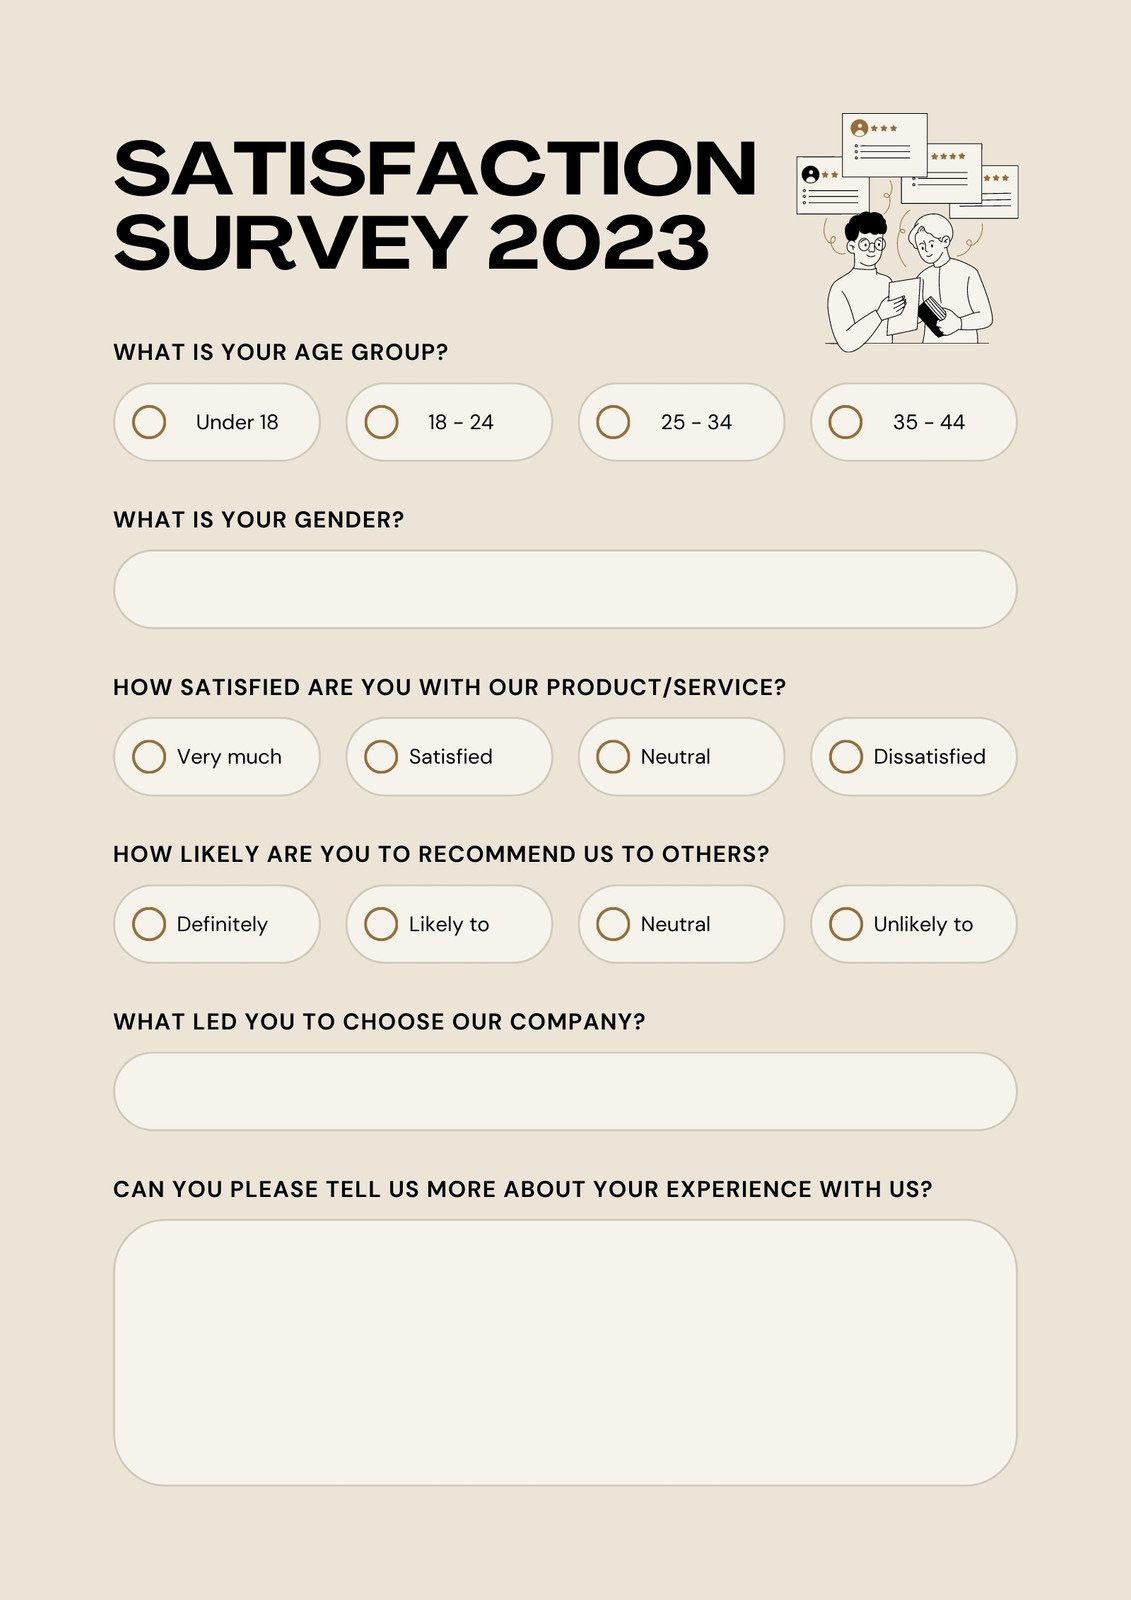 SATISFACTION
SURVEY 2023
WHAT IS YOUR AGE GROUP?
Under 18
18 - 24
25 - 34
35 - 44
WHAT IS YOUR GENDER?
HOW SATISFIED ARE YOU WITH OUR PRODUCT/SERVICE?
Very much
Satisfied
Neutral
Dissatisfied
HOW LIKELY ARE YOU TO RECOMMEND US TO OTHERS?
Definitely
Likely to
Neutral
Unlikely to
WHAT LED YOU TO CHOOSE OUR COMPANY?
CAN YOU PLEASE TELL US MORE ABOUT YOUR EXPERIENCE WITH US?